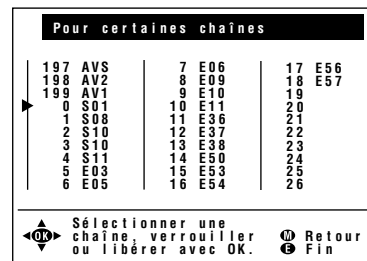 Pour certaines chaînes
197 AVS
198 AV2
199 AV1
0 S01
1 S08
2 S10
3 S10
4 S11
5 E03
6 E05
7 E06
8 E09
9 E10
10 E11
11 E36
12 E37
13 E38
14 E50
15 E53
16 E54
17 E56
18 E57
19
20
21
22
23
24
25
26
OK
Sélectionner une
chaîne, verrouiller
ou libérer avec OK.
M Retour
E Fin